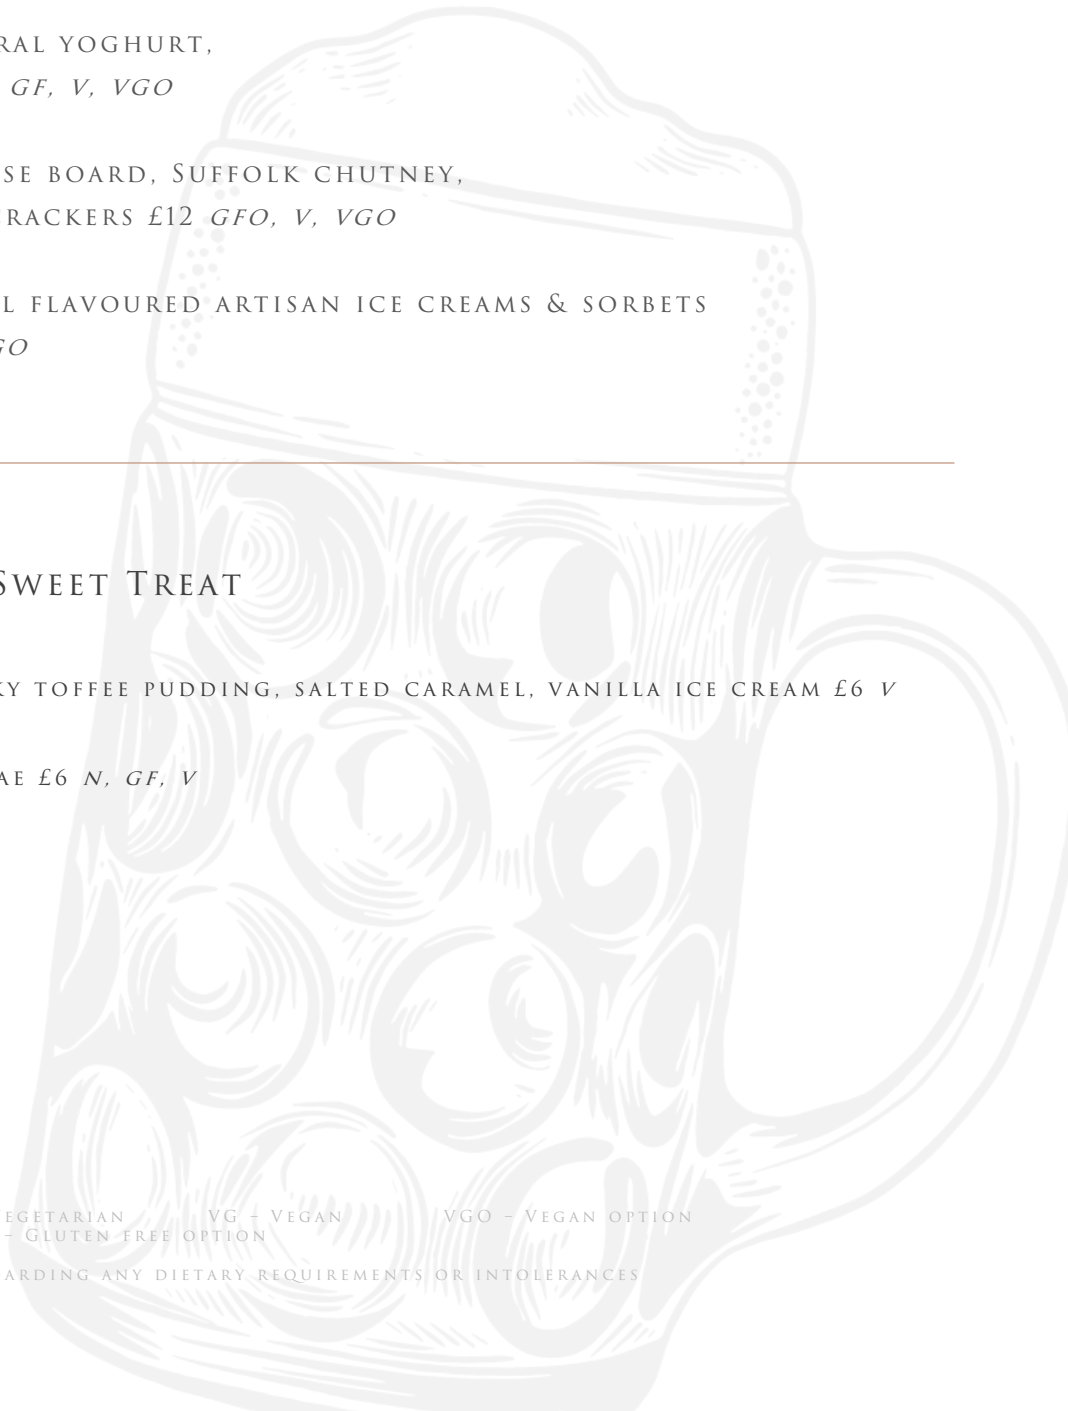 RAL YOGHURT,
GF, V, VGO
SE BOARD, SUFFOLK CHUTNEY,
RACKERS £12 GFO, V, VGO
L FLAVOURED ARTISAN ICE CREAMS & SORBETS
GO
SWEET TREAT
KY TOFFEE PUDDING, SALTED CARAMEL, VANILLA ICE CREAM £6 V
AE £6 N, GF, V
EGETARIAN VG – VEGAN VGO – VEGAN OPTION
– GLUTEN FREE OPTION
ARDING ANY DIETARY REQUIREMENTS OR INTOLERANCES